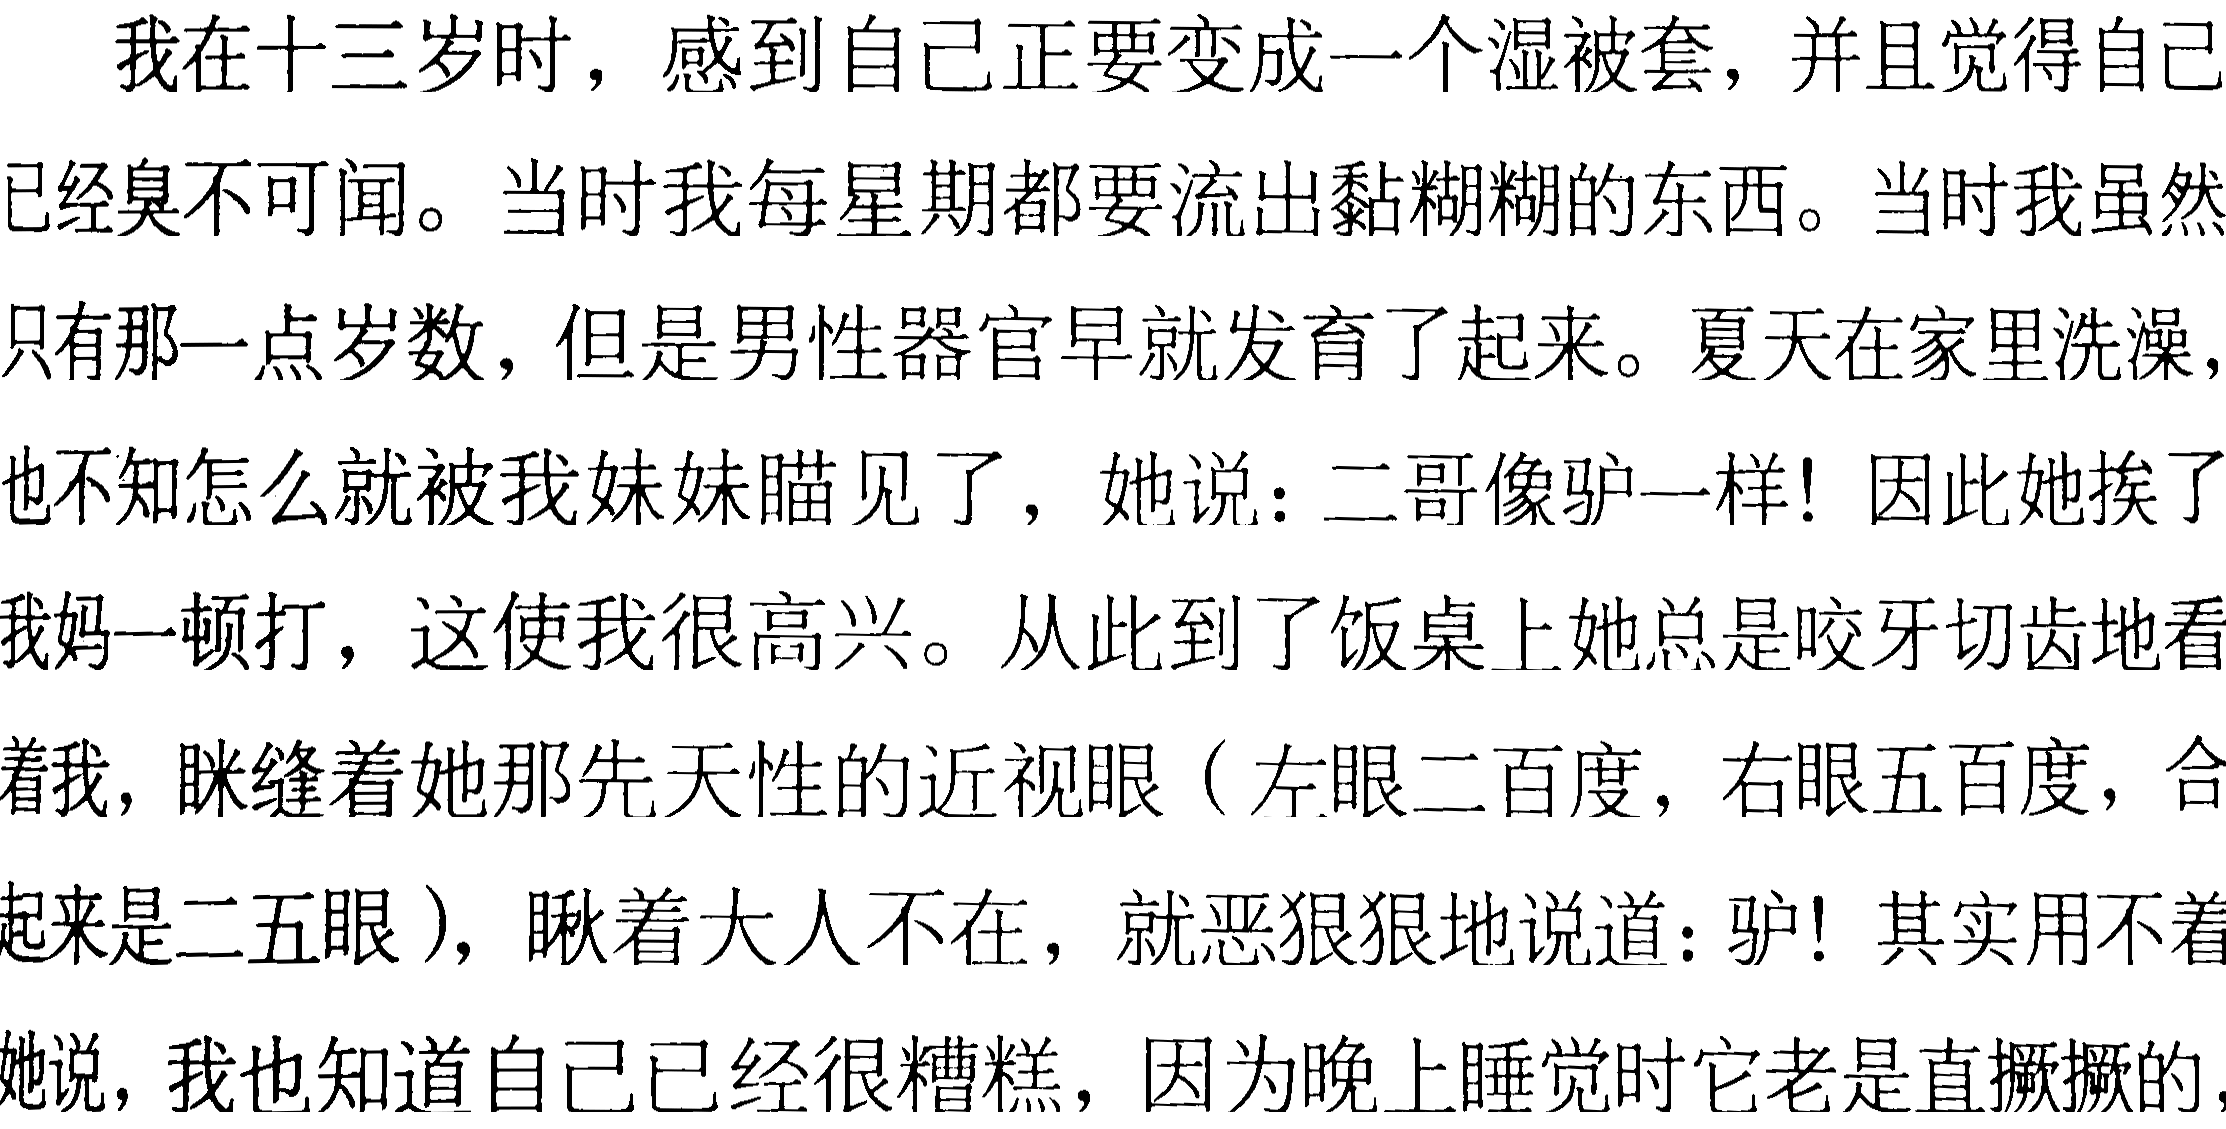 我在十三岁时，感到自己正要变成一个湿被套，并且觉得自己
已经臭不可闻。当时我每星期都要流出黏糊糊的东西。当时我虽然
只有那一点岁数，但是男性器官早就发育了起来。夏天在家里洗澡，
也不知怎么就被我妹妹瞄见了，她说：二哥像驴一样！因此她挨了
我妈一顿打，这使我很高兴。从此到了饭桌上她总是咬牙切齿地看
着我，眯缝着她那先天性的近视眼（左眼二百度，右眼五百度，合
起来是二五眼），瞅着大人不在，就恶狠狠地说道：驴！其实用不着
她说，我也知道自己已经很糟糕，因为晚上睡觉时它老是直撅撅的，